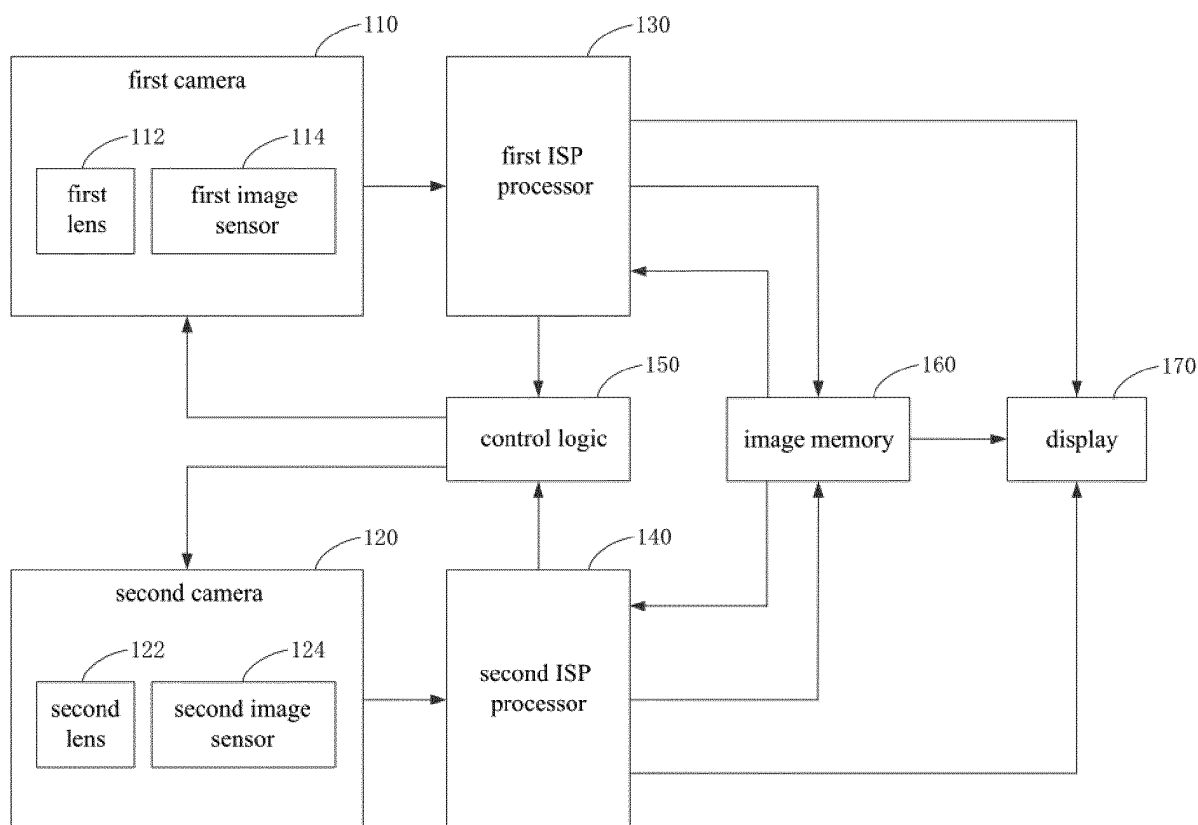 110
130
first camera
112
114
first
lens
first image
sensor
first ISP
processor
150
160
170
control logic
image memory
display
120
140
second camera
122
124
second
lens
second image
sensor
second ISP
processor